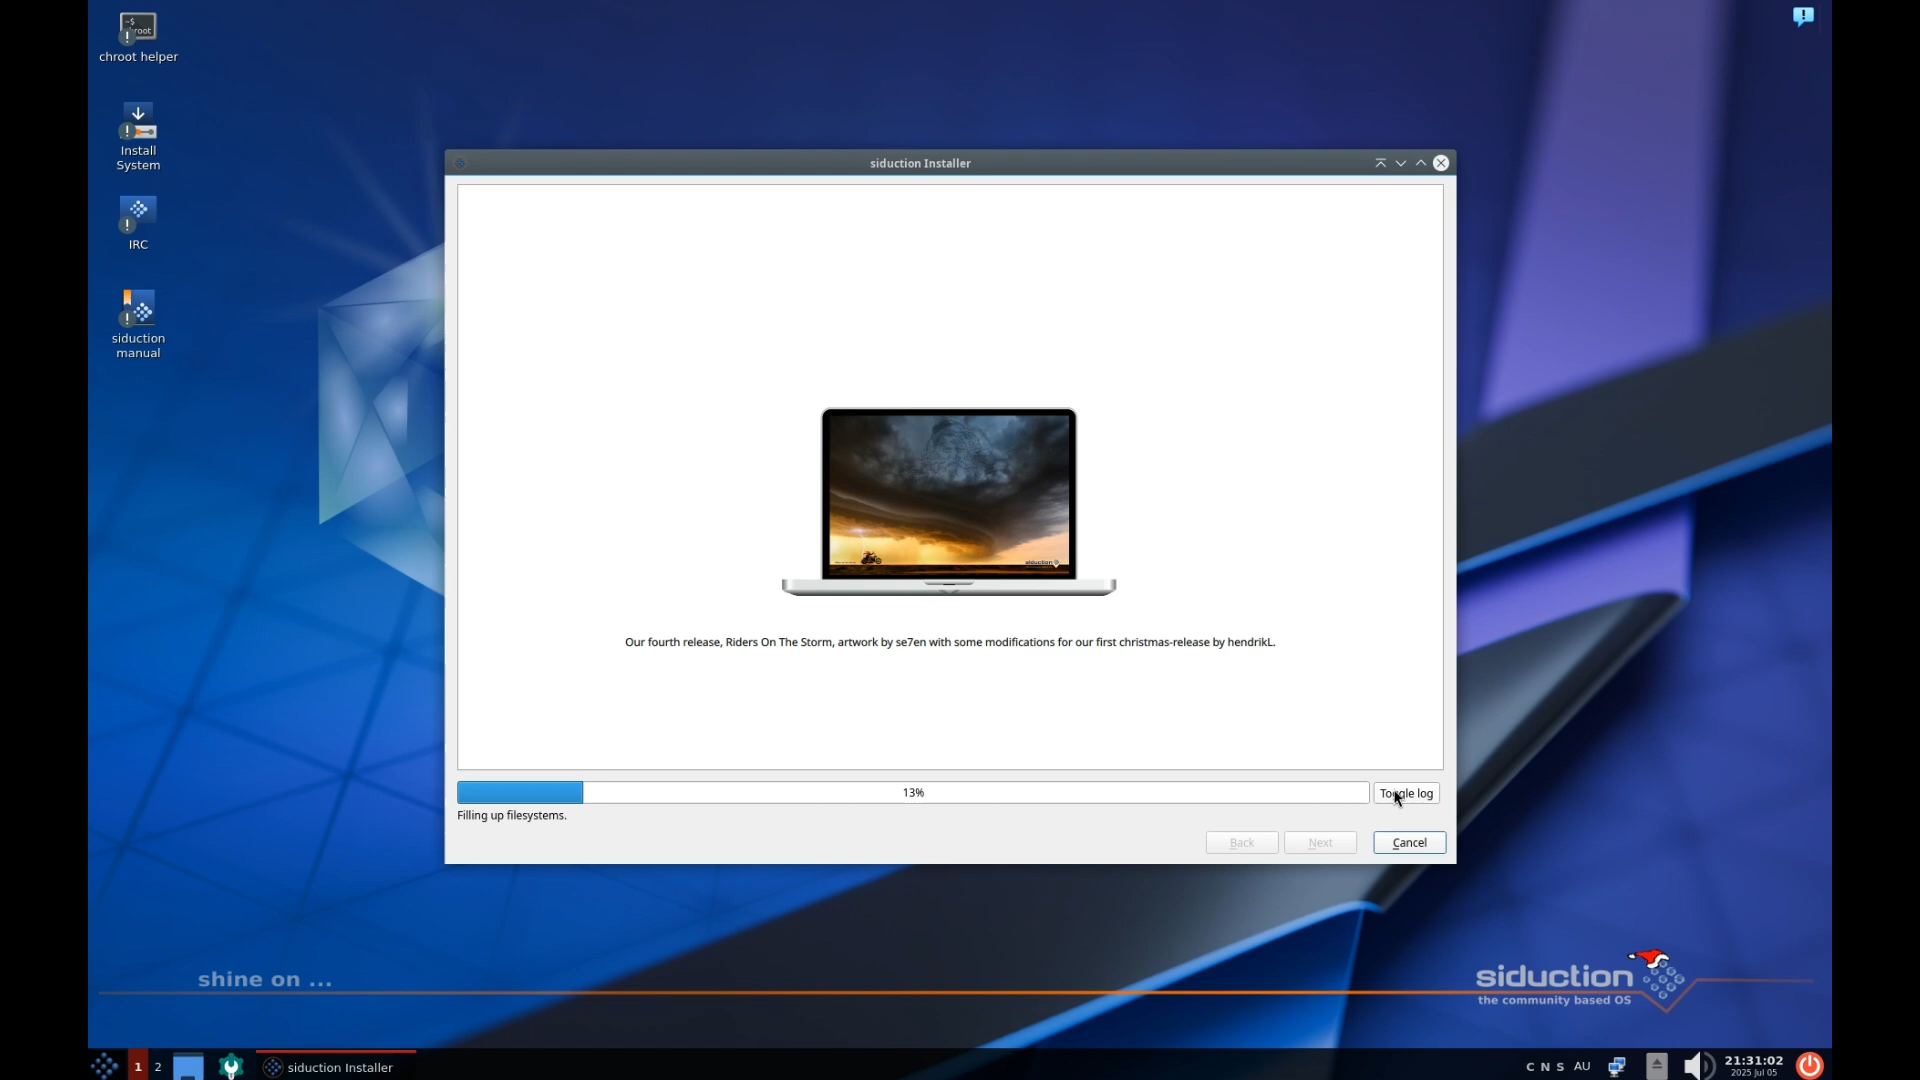 ~$
chroot helper
Install
System
IRC
siduction
manual
siduction Installer
Our fourth release, Riders On The Storm, artwork by se7en with some modifications for our first christmas-release by hendrikL.
13%
Toggle log
Filling up filesystems.
Back
Next
Cancel
shine on ...
siduction
the community based OS
1
2
siduction Installer
C N S
AU
21:31:02
2025 Jul 05